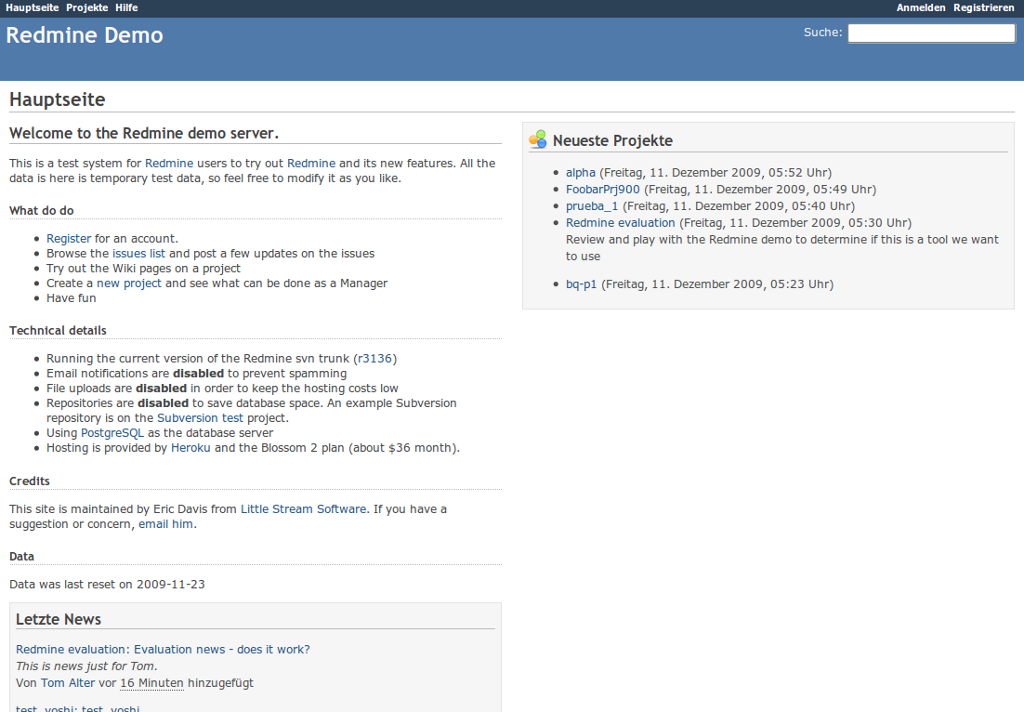 Hauptseite Projekte Hilfe
Anmelden Registrieren
Redmine Demo
Suche:
Hauptseite
Welcome to the Redmine demo server.
This is a test system for Redmine users to try out Redmine and its new features. All the
data is here is temporary test data, so feel free to modify it as you like.
What do do
Register for an account.
Browse the issues list and post a few updates on the issues
Try out the Wiki pages on a project
Create a new project and see what can be done as a Manager
Have fun
Technical details
Running the current version of the Redmine svn trunk (r3136)
Email notifications are disabled to prevent spamming
File uploads are disabled in order to keep the hosting costs low
Repositories are disabled to save database space. An example Subversion
repository is on the Subversion test project.
Using PostgreSQL as the database server
Hosting is provided by Heroku and the Blossom 2 plan (about $36 month).
Credits
This site is maintained by Eric Davis from Little Stream Software. If you have a
suggestion or concern, email him.
Data
Data was last reset on 2009-11-23
Letzte News
Redmine evaluation: Evaluation news - does it work?
This is news just for Tom.
Von Tom Alter vor 16 Minuten hinzugefügt
test_yoshi: test_yoshi
Neueste Projekte
alpha (Freitag, 11. Dezember 2009, 05:52 Uhr)
FoobarPrj900 (Freitag, 11. Dezember 2009, 05:49 Uhr)
prueba_1 (Freitag, 11. Dezember 2009, 05:40 Uhr)
Redmine evaluation (Freitag, 11. Dezember 2009, 05:30 Uhr)
Review and play with the Redmine demo to determine if this is a tool we want
to use
bq-p1 (Freitag, 11. Dezember 2009, 05:23 Uhr)